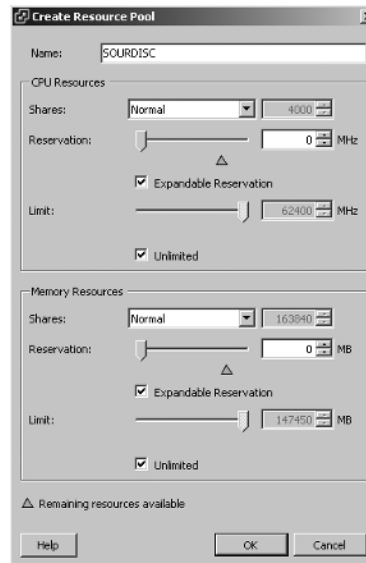 Create Resource Pool
Name: SOURDISC
CPU Resources
Shares: Normal 4000
Reservation: 0 MHz
Expandable Reservation
Limit: 62400 MHz
Unlimited
Memory Resources
Shares: Normal 163840
Reservation: 0 MB
Expandable Reservation
Limit: 147450 MB
Unlimited
Remaining resources available
Help OK Cancel